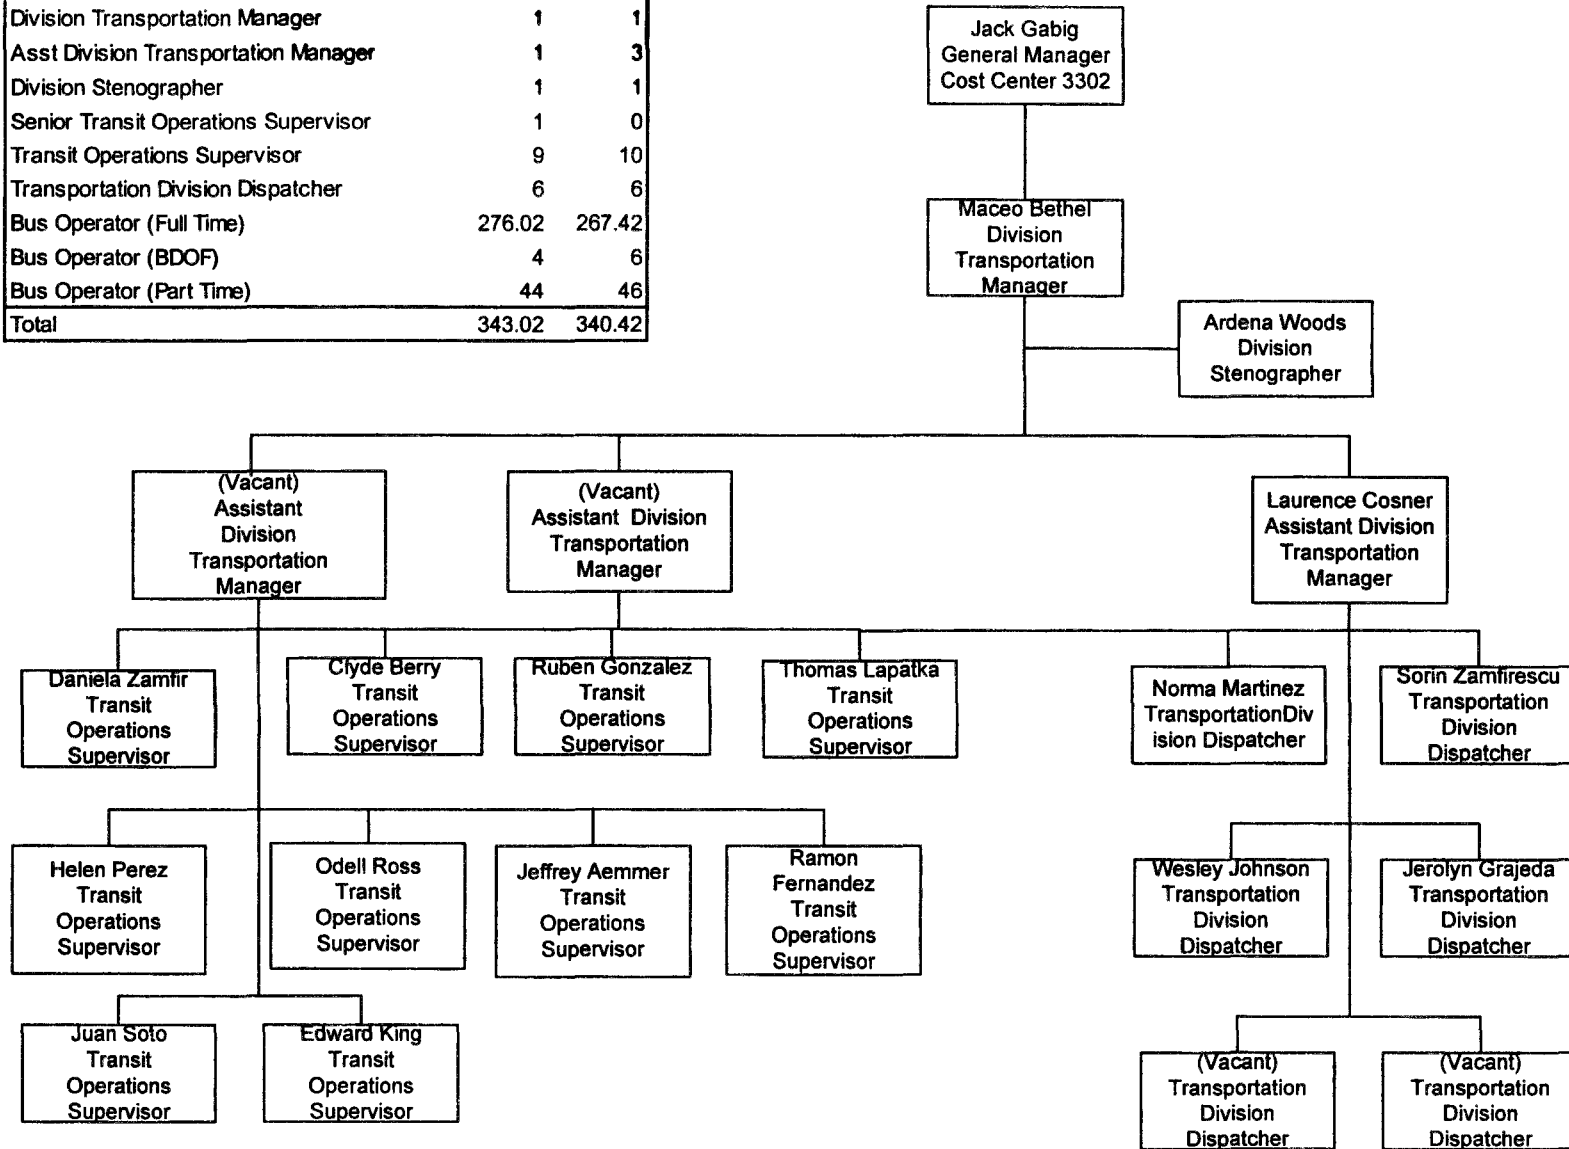 Division Transportation Manager 1 1
Asst Division Transportation Manager 1 3
Division Stenographer 1 1
Senior Transit Operations Supervisor 1 0
Transit Operations Supervisor 9 10
Transportation Division Dispatcher 6 6
Bus Operator (Full Time) 276.02 267.42
Bus Operator (BDOF) 4 6
Bus Operator (Part Time) 44 46
Total 343.02 340.42
Jack Gabig
General Manager
Cost Center 3302
Maceo Bethel
Division
Transportation
Manager
Ardena Woods
Division
Stenographer
(Vacant)
Assistant
Division
Transportation
Manager
(Vacant)
Assistant Division
Transportation
Manager
Laurence Cosner
Assistant Division
Transportation
Manager
Daniela Zamfir
Transit
Operations
Supervisor
Clyde Berry
Transit
Operations
Supervisor
Ruben Gonzalez
Transit
Operations
Supervisor
Thomas Lapatka
Transit
Operations
Supervisor
Norma Martinez
TransportationDiv
ision Dispatcher
Sorin Zamfirescu
Transportation
Division
Dispatcher
Helen Perez
Transit
Operations
Supervisor
Odell Ross
Transit
Operations
Supervisor
Jeffrey Aemmer
Transit
Operations
Supervisor
Ramon
Fernandez
Transit
Operations
Supervisor
Wesley Johnson
Transportation
Division
Dispatcher
Jerolyn Grajeda
Transportation
Division
Dispatcher
Juan Soto
Transit
Operations
Supervisor
Edward King
Transit
Operations
Supervisor
(Vacant)
Transportation
Division
Dispatcher
(Vacant)
Transportation
Division
Dispatcher